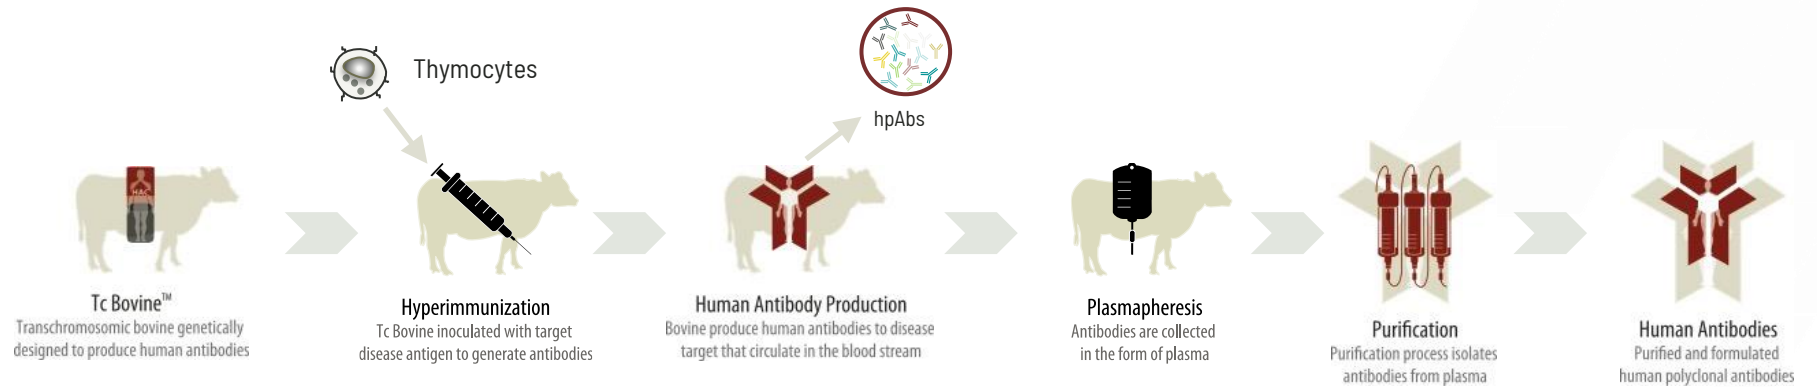 Thymocytes
hpAbs
HAC
Tc Bovine™
Transchromosomic bovine genetically
designed to produce human antibodies
Hyperimmunization
Tc Bovine inoculated with target
disease antigen to generate antibodies
Human Antibody Production
Bovine produce human antibodies to disease
target that circulate in the blood stream
Plasmapheresis
Antibodies are collected
in the form of plasma
Purification
Purification process isolates
antibodies from plasma
Human Antibodies
Purified and formulated
human polyclonal antibodies